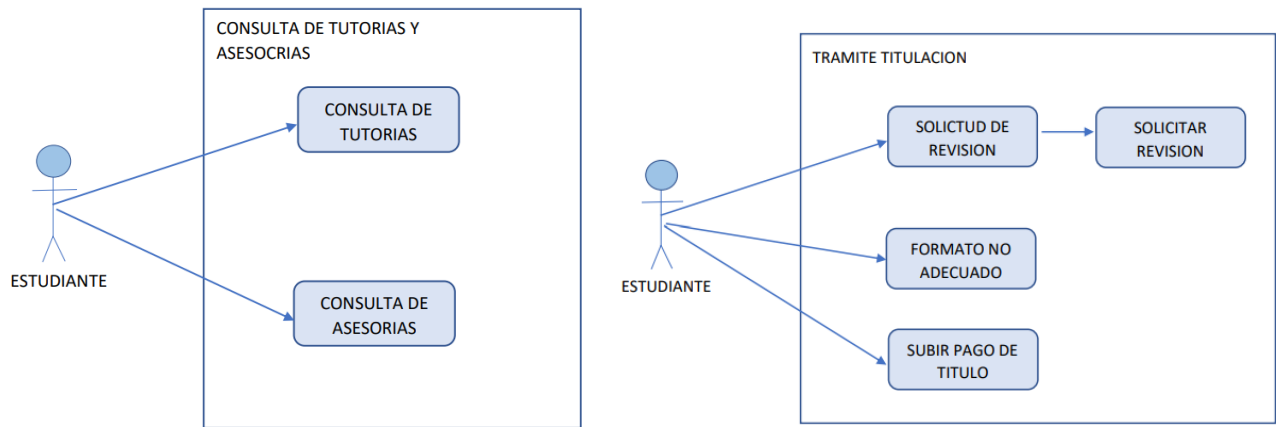 CONSULTA DE TUTORIAS Y
ASESOCRIAS
CONSULTA DE
TUTORIAS
ESTUDIANTE
CONSULTA DE
ASESORIAS
TRAMITE TITULACION
SOLICTUD DE
REVISION
SOLICITAR
REVISION
FORMATO NO
ADECUADO
ESTUDIANTE
SUBIR PAGO DE
TITULO